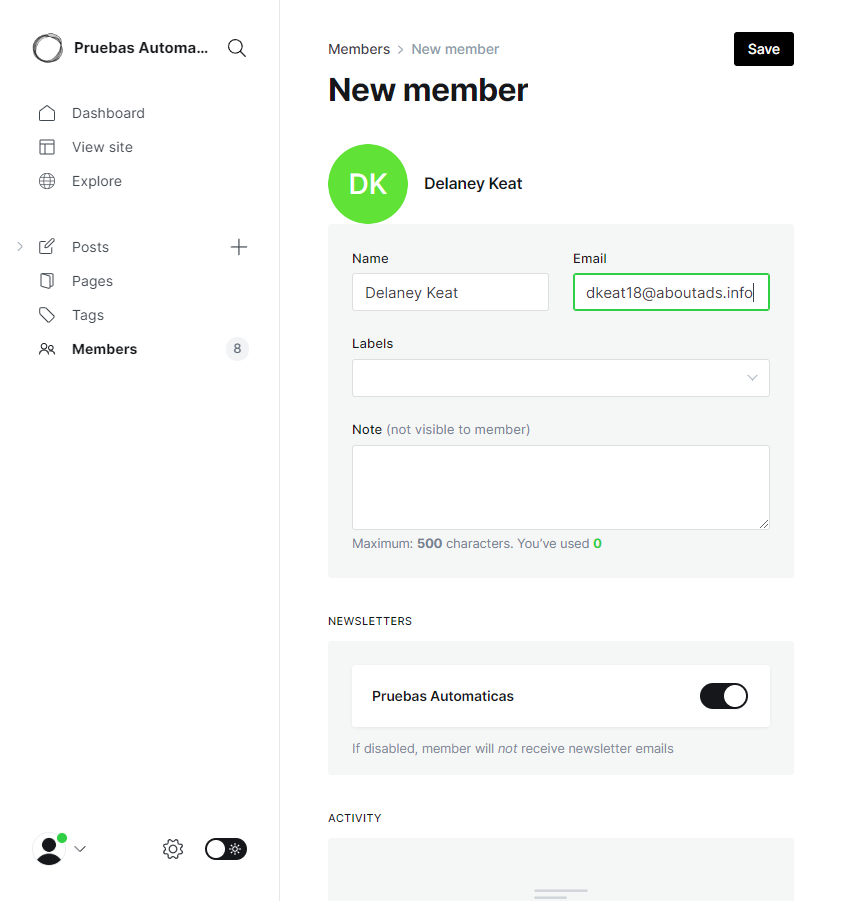 Pruebas Automa...
Dashboard
View site
Explore
Posts
Pages
Tags
Members
8
Members > New member
Save
New member
DK
Delaney Keat
Name
Email
Delaney Keat
dkeat18@aboutads.info
Labels
Note (not visible to member)
Maximum: 500 characters. You’ve used 0
NEWSLETTERS
Pruebas Automaticas
If disabled, member will not receive newsletter emails
ACTIVITY